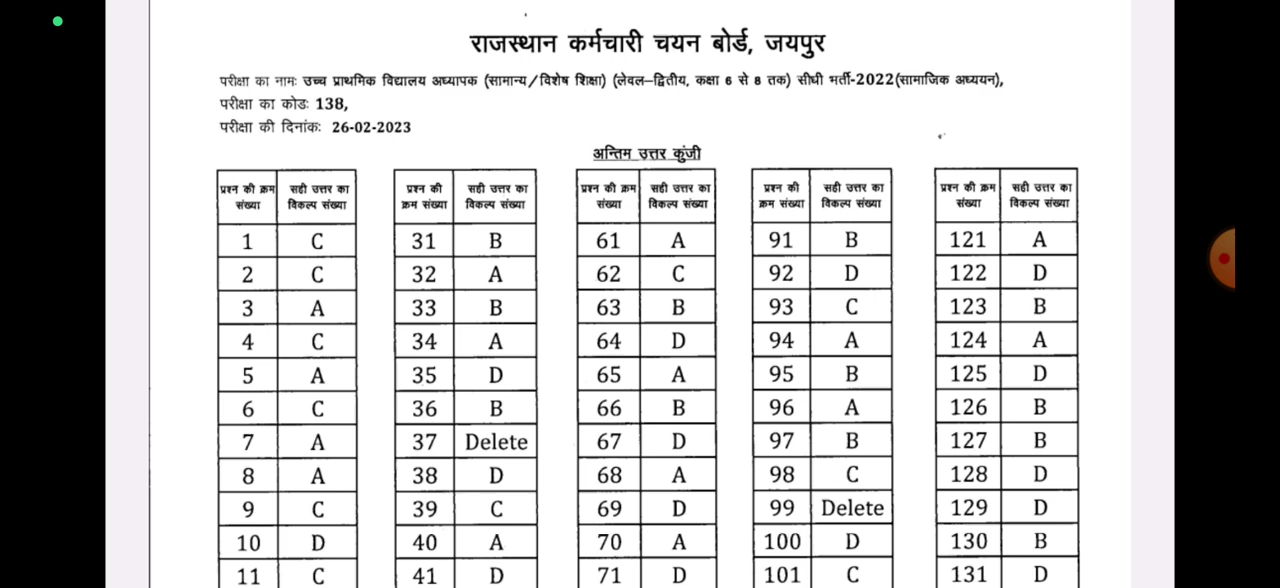 राजस्थान कर्मचारी चयन बोर्ड, जयपुर
परीक्षा का नामः उच्च प्राथमिक विद्यालय अध्यापक (सामान्य/विशेष शिक्षा) (लेवल–द्वितीय, कक्षा 6 से 8 तक) सीधी भर्ती-2022(सामाजिक अध्ययन),
परीक्षा का कोडः 138,
परीक्षा की दिनांकः 26-02-2023
अन्तिम उत्तर कुंजी
प्रश्न की क्रम संख्या सही उत्तर का विकल्प संख्या प्रश्न की क्रम संख्या सही उत्तर का विकल्प संख्या प्रश्न की क्रम संख्या सही उत्तर का विकल्प संख्या प्रश्न की क्रम संख्या सही उत्तर का विकल्प संख्या प्रश्न की क्रम संख्या सही उत्तर का विकल्प संख्या
1 C 31 B 61 A 91 B 121 A
2 C 32 A 62 C 92 D 122 D
3 A 33 B 63 B 93 C 123 B
4 C 34 A 64 D 94 A 124 A
5 A 35 D 65 A 95 B 125 D
6 C 36 B 66 B 96 A 126 B
7 A 37 Delete 67 D 97 B 127 B
8 A 38 D 68 A 98 C 128 D
9 C 39 C 69 D 99 Delete 129 D
10 D 40 A 70 A 100 D 130 B
11 C 41 D 71 D 101 C 131 D